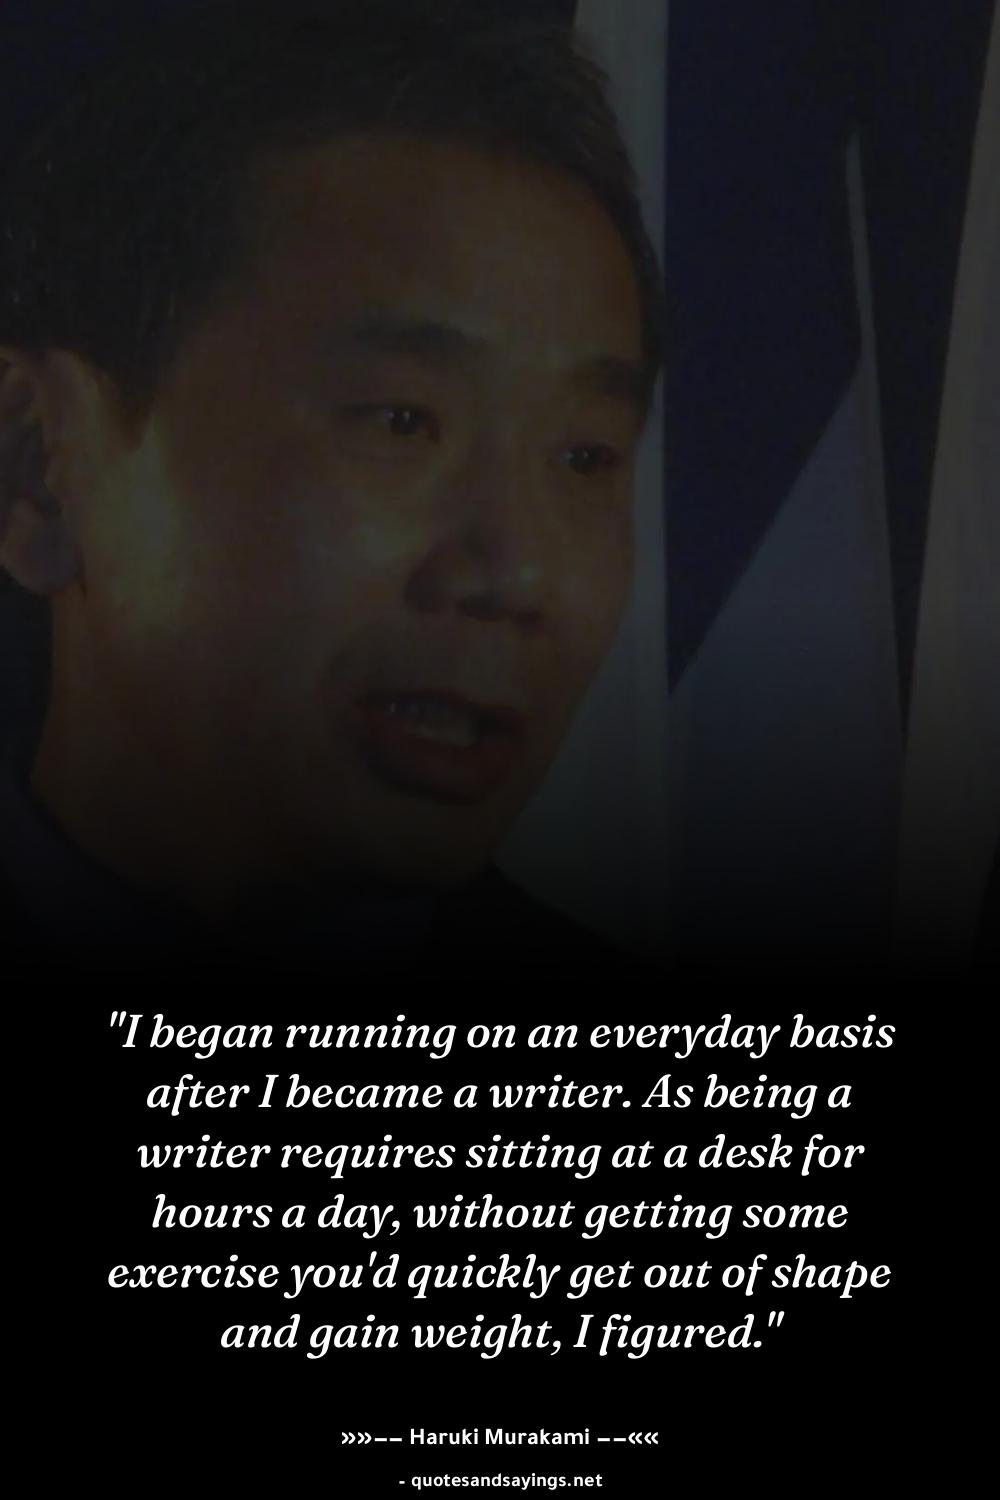 "I began running on an everyday basis
after I became a writer. As being a
writer requires sitting at a desk for
hours a day, without getting some
exercise you'd quickly get out of shape
and gain weight, I figured."
»»–– Haruki Murakami ––««
- quotesandsayings.net